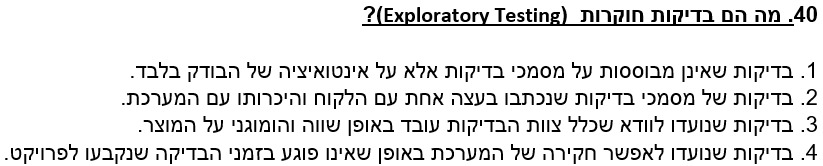 40. מה הם בדיקות חוקרות (Exploratory Testing)?
1. בדיקות שאינן מבוססות על מסמכי בדיקות אלא על אינטואיציה של הבודק בלבד.
2. בדיקות של מסמכי בדיקות שנכתבו בעצה אחת עם הלקוח והיכרותו עם המערכת.
3. בדיקות שנועדו לוודא שכלל צוות הבדיקות עובד באופן שווה והומוגני על המוצר.
4. בדיקות שנועדו לאפשר חקירה של המערכת באופן שאינו פוגע בזמני הבדיקה שנקבעו לפרויקט.